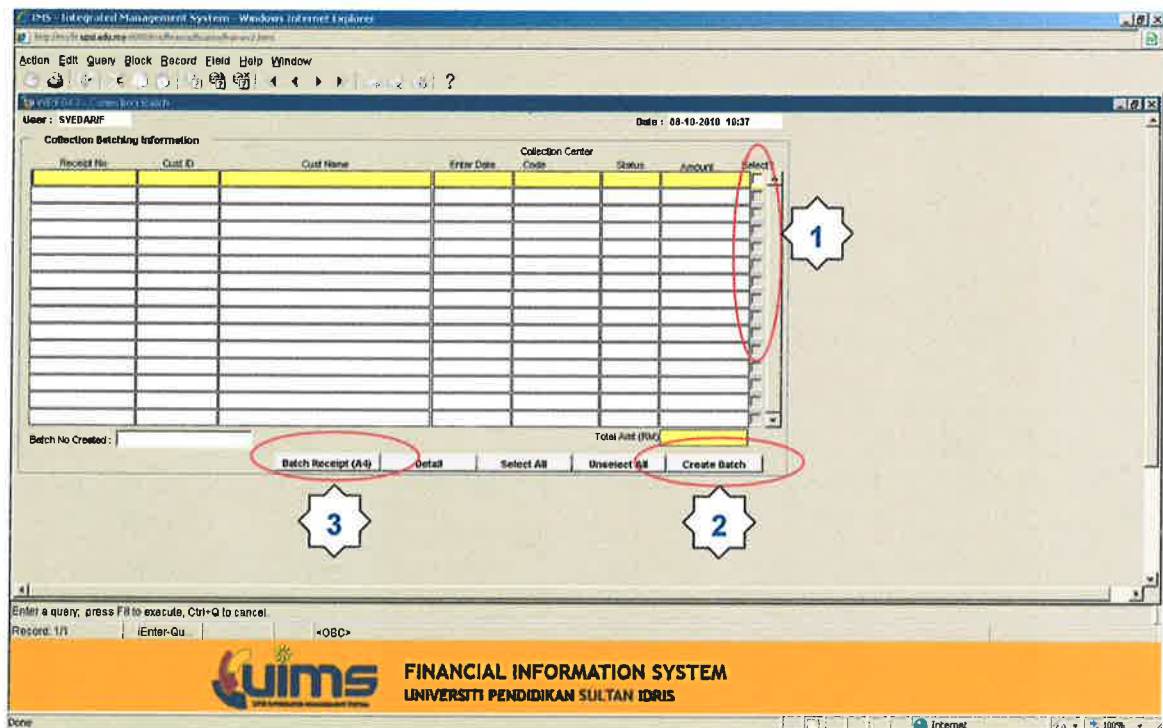 IMS - Integrated Management System - Windows Internet Explorer
Action Edit Query Block Record Field Help Window
?
User : SYEDARIF
Date : 08-10-2010 10:37
Collection Batching Information
Collection Center
Receipt No Cust ID Cust Name Enter Date Code Status Amount Select
1
Batch No Created :
Total Amt (RM)
Batch Receipt (A4) Detail Select All Unselect All Create Batch
3
2
Enter a query; press F8 to execute, Ctrl+Q to cancel.
Record: 1/1 Enter-Qu <OSC>
uims
FINANCIAL INFORMATION SYSTEM
UNIVERSITI PENDIDIKAN SULTAN IDRIS
Done Internet 100%